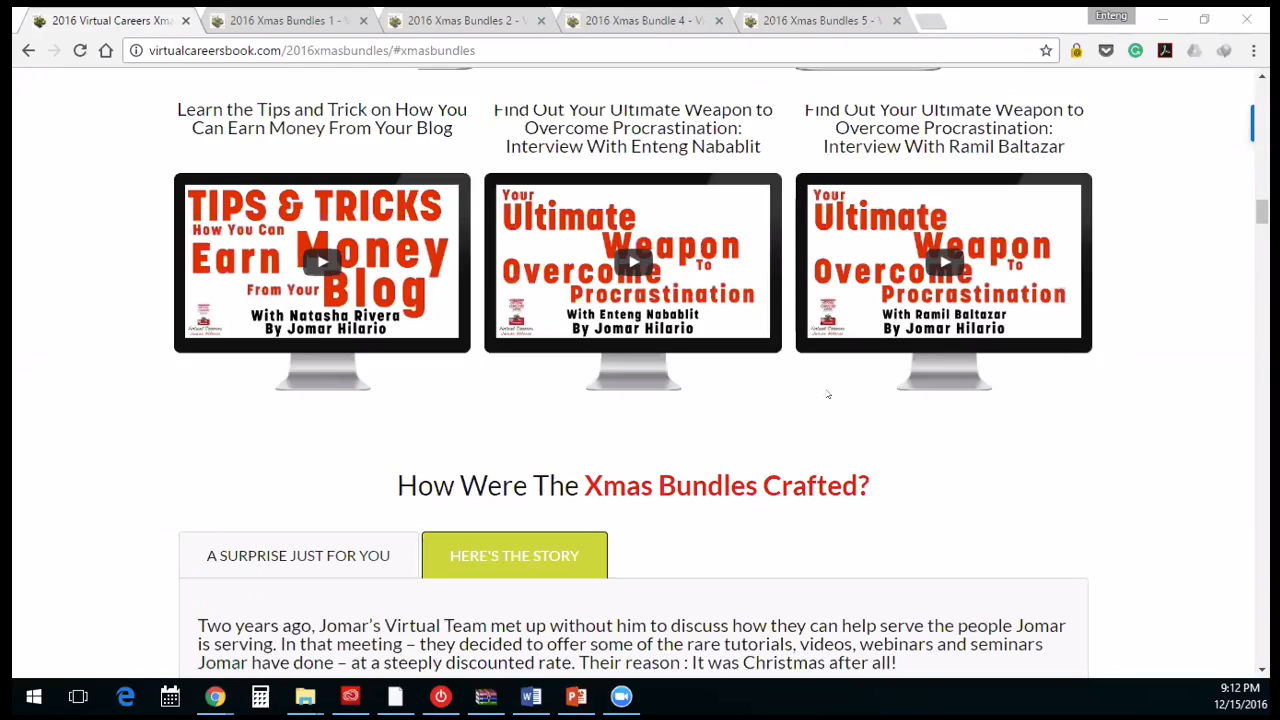 2016 Virtual Careers Xma
2016 Xmas Bundles 1 - V
2016 Xmas Bundles 2 -
2016 Xmas Bundle 4 - Vi
2016 Xmas Bundles 5 - V
Enteng
virtualcareersbook.com/2016xmasbundles/#xmasbundles
Learn the Tips and Trick on How You
Can Earn Money From Your Blog
Find Out Your Ultimate Weapon to
Overcome Procrastination:
Interview With Enteng Nabablit
Find Out Your Ultimate Weapon to
Overcome Procrastination:
Interview With Ramil Baltazar
TIPS & TRICKS
How You Can
Earn Money
From Your Blog
With Natasha Rivera
By Jomar Hilario
Your
Ultimate
Weapon
To
Overcome
Procrastination
With Enteng Nabablit
By Jomar Hilario
Your
Ultimate
Weapon
To
Overcome
Procrastination
With Ramil Baltazar
By Jomar Hilario
How Were The Xmas Bundles Crafted?
A SURPRISE JUST FOR YOU
HERE'S THE STORY
Two years ago, Jomar's Virtual Team met up without him to discuss how they can help serve the people Jomar
is serving. In that meeting – they decided to offer some of the rare tutorials, videos, webinars and seminars
Jomar have done – at a steeply discounted rate. Their reason : It was Christmas after all!
9:12 PM
12/15/2016